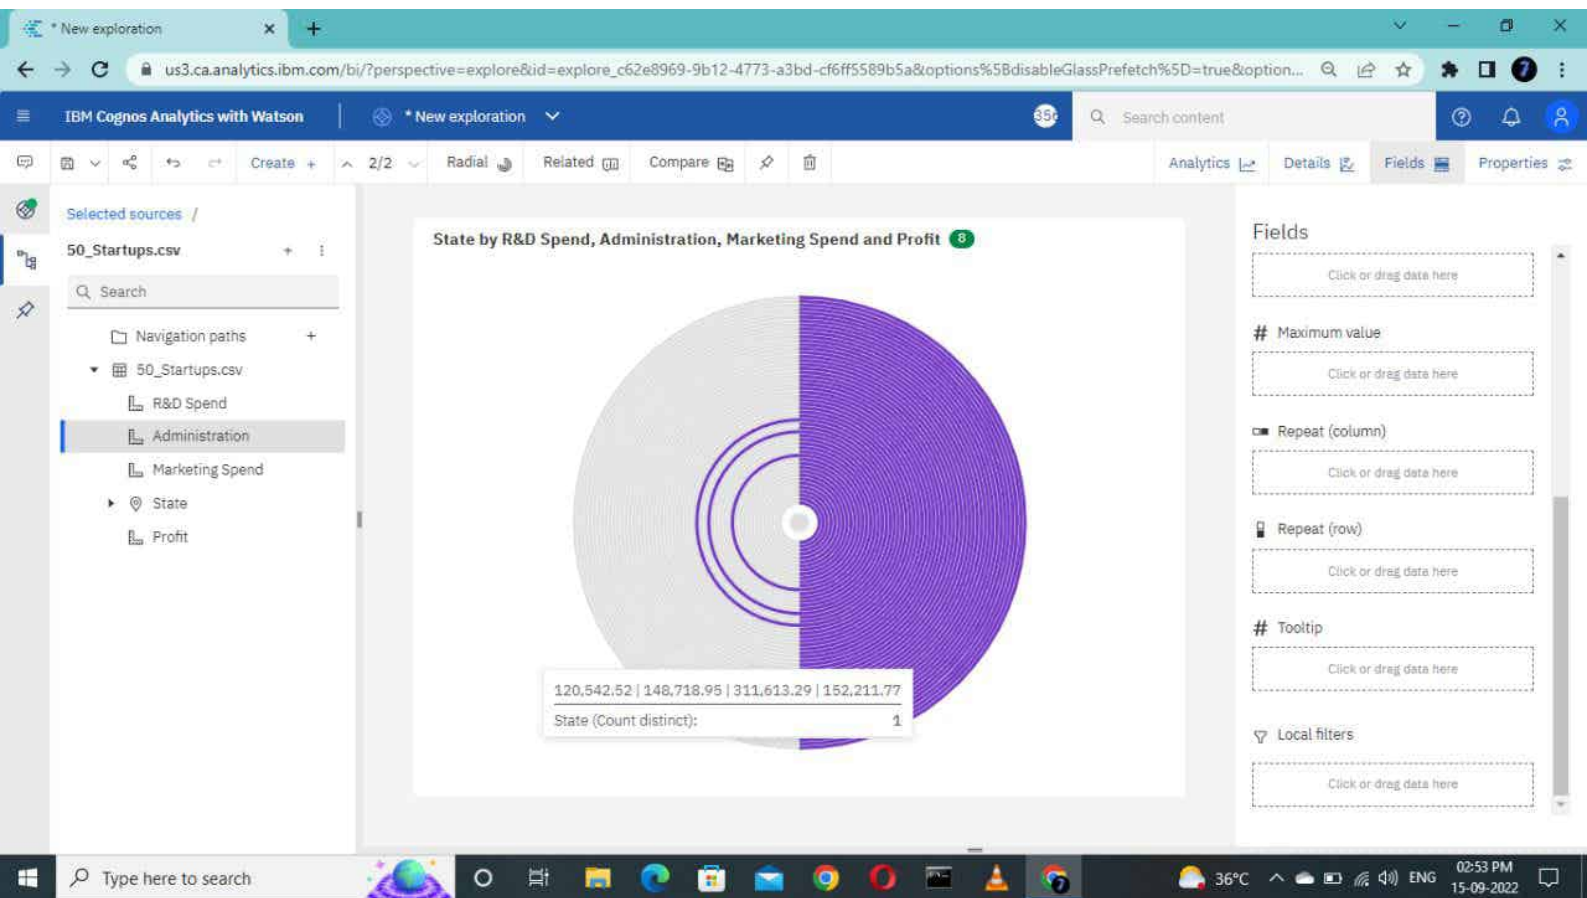 * New exploration
us3.ca.analytics.ibm.com/bi/?perspective=explore&id=explore_c62e8969-9b12-4773-a3bd-cf6ff5589b5a&options%5BdisableGlassPrefetch%5D=true&option...
IBM Cognos Analytics with Watson
* New exploration
Search content
Create +
2/2
Radial
Related
Compare
Analytics
Details
Fields
Properties
Selected sources /
50_Startups.csv
Search
Navigation paths
50_Startups.csv
R&D Spend
Administration
Marketing Spend
State
Profit
State by R&D Spend, Administration, Marketing Spend and Profit 8
120,542.52 | 148,718.95 | 311,613.29 | 152,211.77
State (Count distinct): 1
Fields
Click or drag data here
# Maximum value
Click or drag data here
Repeat (column)
Click or drag data here
Repeat (row)
Click or drag data here
# Tooltip
Click or drag data here
Local filters
Click or drag data here
Type here to search
36°C
ENG
02:53 PM
15-09-2022